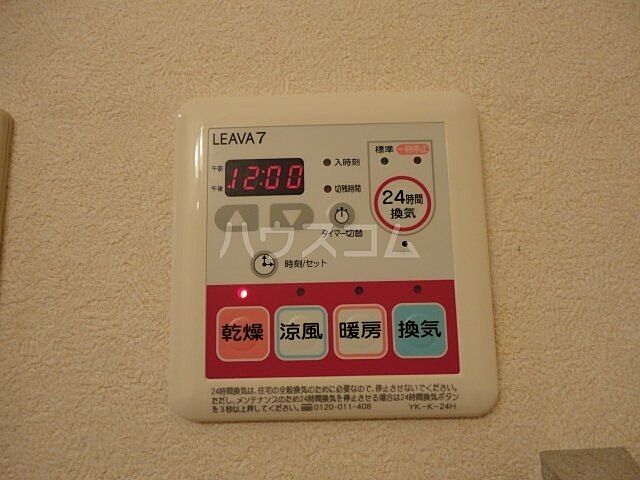 LEAVA7
標準 一時停止
午前
午後
12:00
入時刻
切残時間
24時間
換気
タイマー切替
ハウスコム
時刻/セット
乾燥 涼風 暖房 換気
24時間換気は、住宅の全般換気のために必要なので、停止させないでください。
ただし、メンテナンスのため24時間換気を停止させる場合は24時間換気ボタン
を3秒以上押してください。 0120-011-408 YK-K-24H